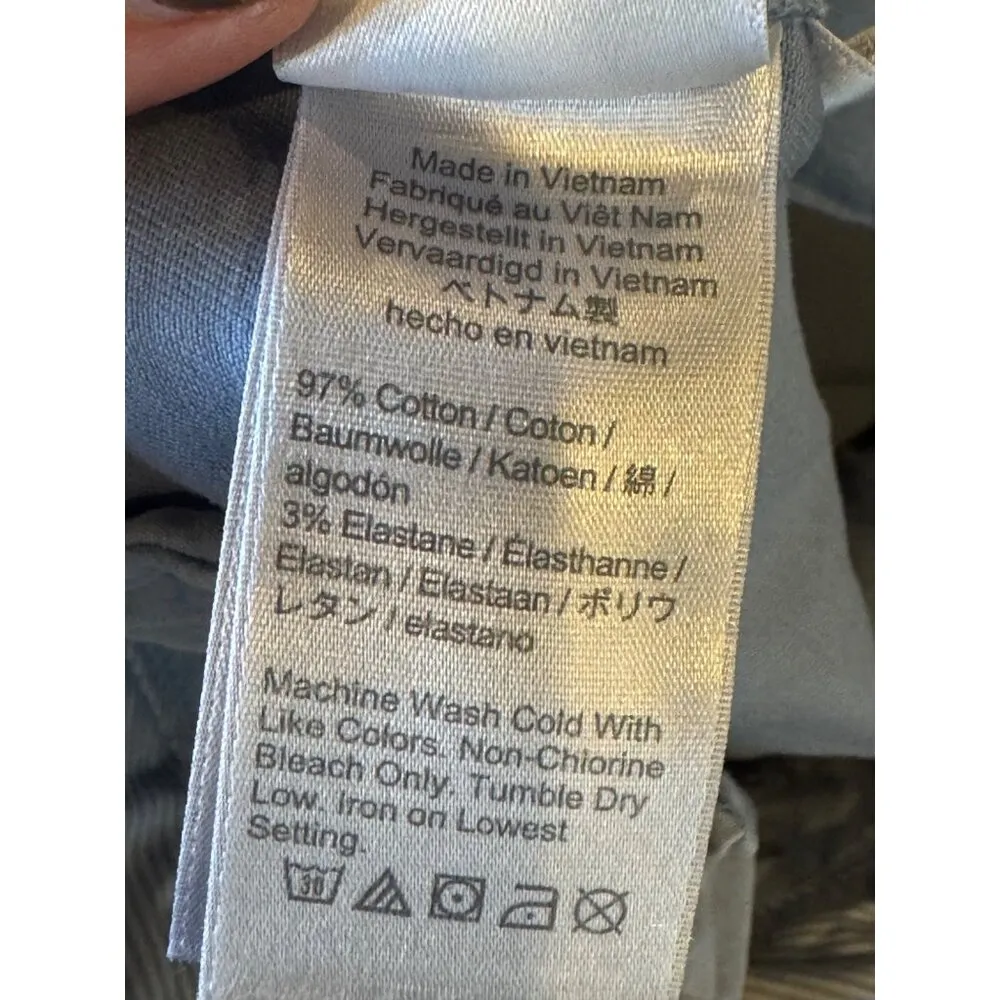 Made in Vietnam
Fabriqué au Viêt Nam
Hergestellt in Vietnam
Vervaardigd in Vietnam
ベトナム製
hecho en vietnam
97% Cotton / Coton /
Baumwolle / Katoen / 綿 /
algodón
3% Elastane / Élasthanne /
Elastan / Elastaan / ポリウ
レタン / elastano
Machine Wash Cold With
Like Colors. Non-Chlorine
Bleach Only. Tumble Dry
Low. Iron on Lowest
Setting.
30